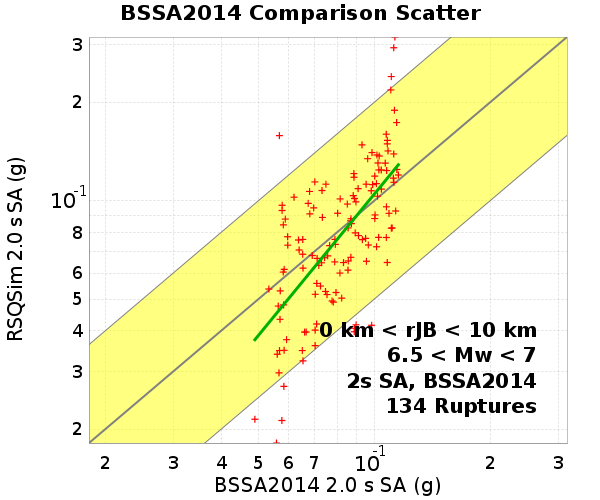 BSSA2014 Comparison Scatter
RSQSim 2.0 s SA (g)
3
2
10⁻¹
8
6
5
4
3
2
0 km < rJB < 10 km
6.5 < Mw < 7
2s SA, BSSA2014
134 Ruptures
2 3 4 5 6 7 10⁻¹ 2 3
BSSA2014 2.0 s SA (g)